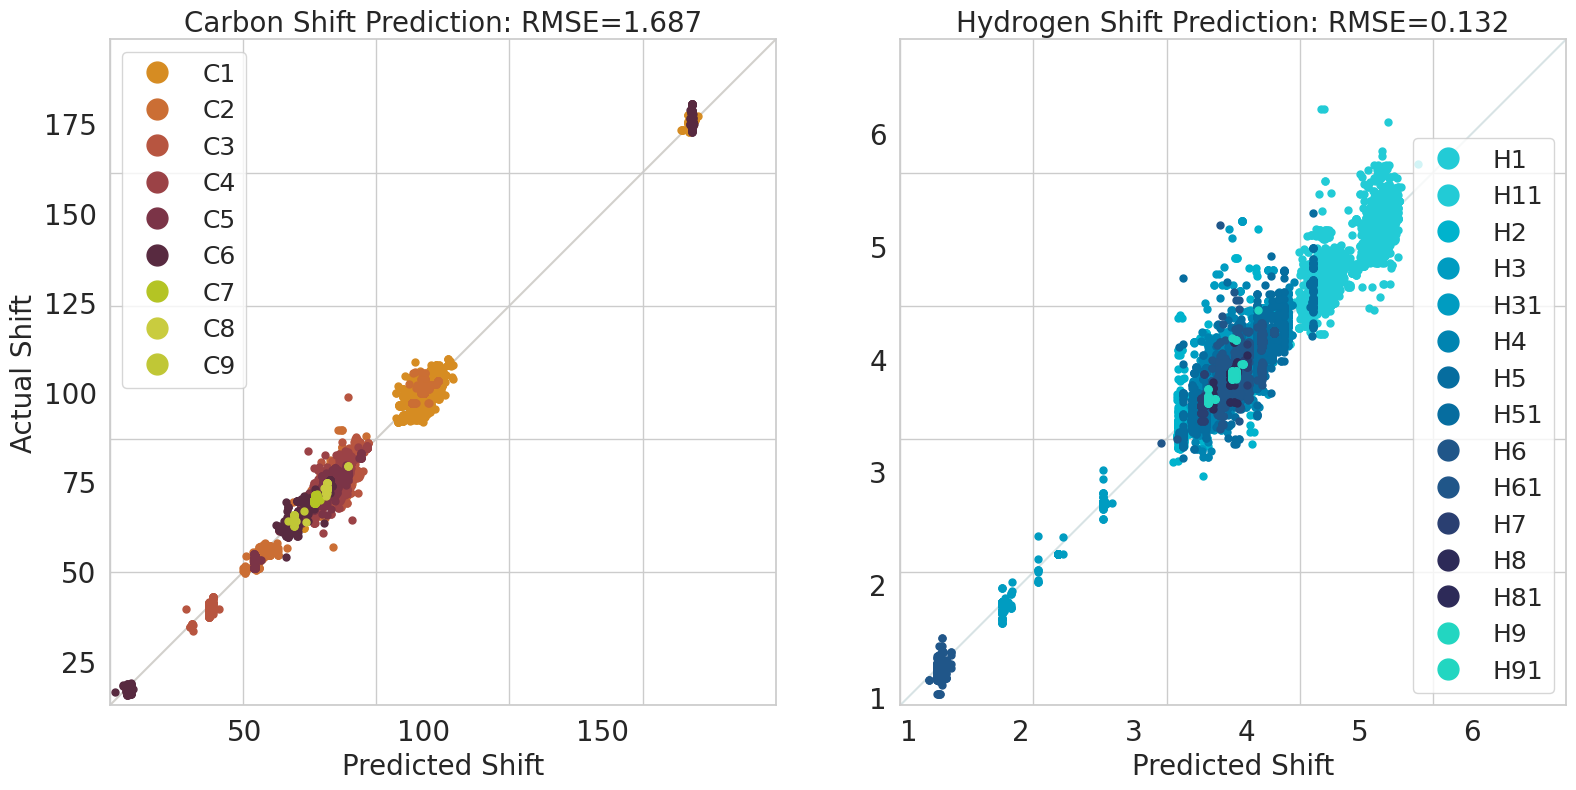 Carbon Shift Prediction: RMSE=1.687
C1
C2
C3
C4
C5
C6
C7
C8
C9
175
150
125
100
75
50
25
Actual Shift
50
100
150
Predicted Shift
Hydrogen Shift Prediction: RMSE=0.132
H1
H11
H2
H3
H31
H4
H5
H51
H6
H61
H7
H8
H81
H9
H91
6
5
4
3
2
1
1
2
3
4
5
6
Predicted Shift